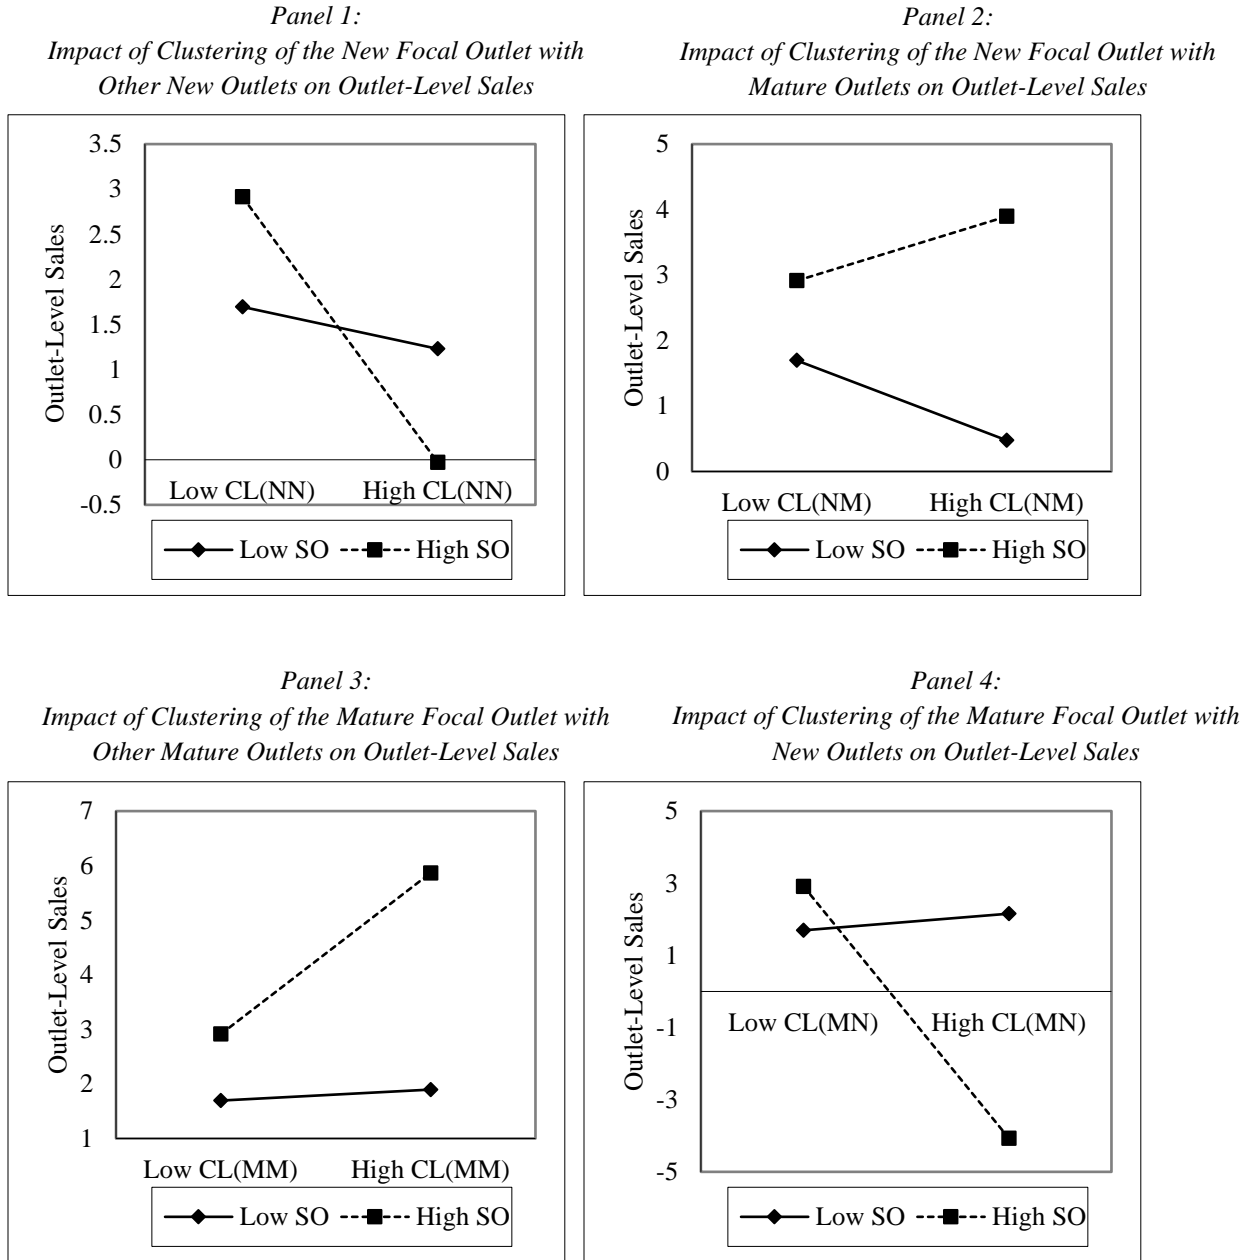 Panel 1:
Impact of Clustering of the New Focal Outlet with
Other New Outlets on Outlet-Level Sales
3.5
3
2.5
2
1.5
1
0.5
0
-0.5
Outlet-Level Sales
Low CL(NN) High CL(NN)
Low SO High SO
Panel 2:
Impact of Clustering of the New Focal Outlet with
Mature Outlets on Outlet-Level Sales
5
4
3
2
1
0
Outlet-Level Sales
Low CL(NM) High CL(NM)
Low SO High SO
Panel 3:
Impact of Clustering of the Mature Focal Outlet with
Other Mature Outlets on Outlet-Level Sales
7
6
5
4
3
2
1
Outlet-Level Sales
Low CL(MM) High CL(MM)
Low SO High SO
Panel 4:
Impact of Clustering of the Mature Focal Outlet with
New Outlets on Outlet-Level Sales
5
3
1
-1
-3
-5
Outlet-Level Sales
Low CL(MN) High CL(MN)
Low SO High SO